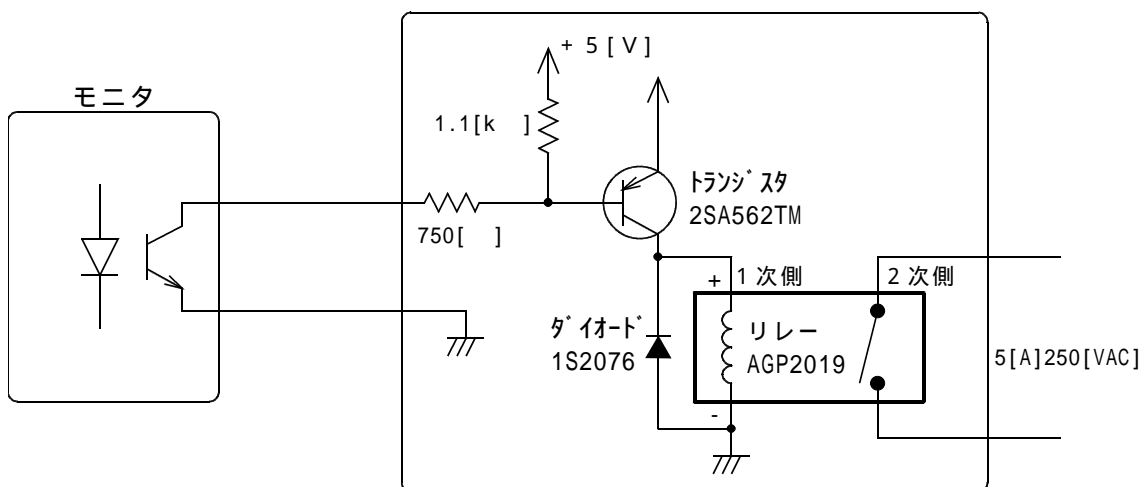 モニタ
+ 5 [ V ]
1.1[k ]
750[ ]
トランジスタ
2SA562TM
+
1次側
2次側
ダイオード
1S2076
リレー
AGP2019
-
5[A]250[VAC]